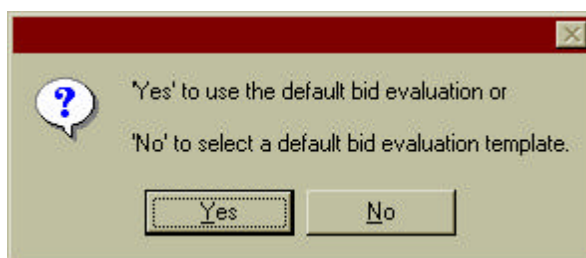 ?
'Yes' to use the default bid evaluation or
'No' to select a default bid evaluation template.
Yes No